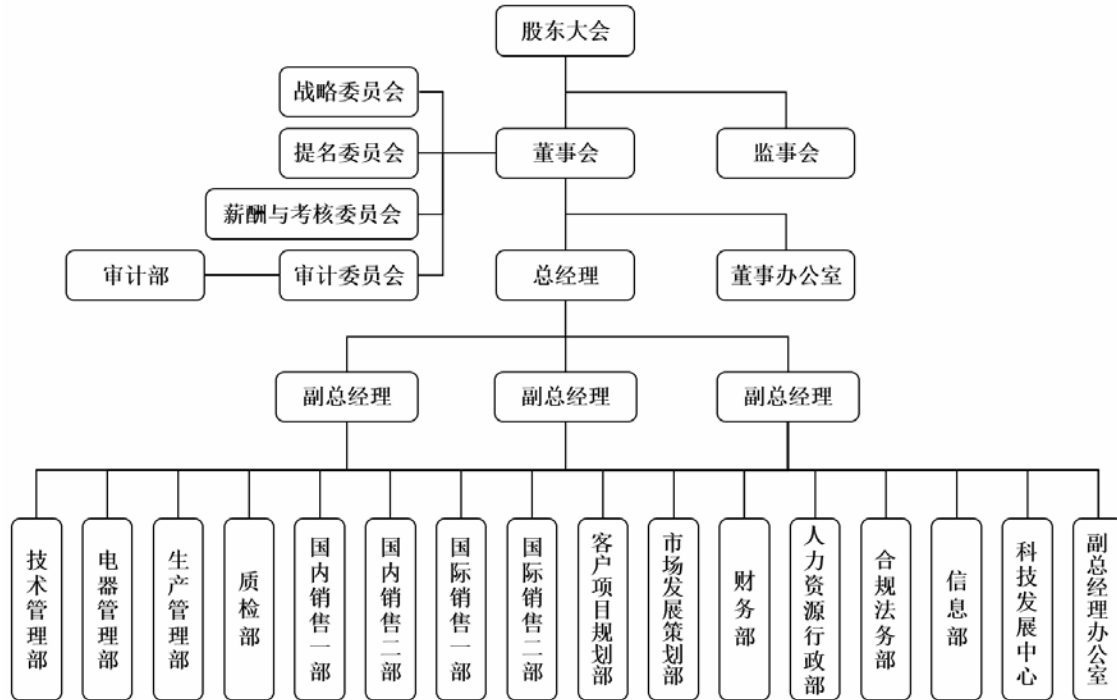 股东大会
战略委员会
提名委员会
董事会
监事会
薪酬与考核委员会
审计部
审计委员会
总经理
董事办公室
副总经理
副总经理
副总经理
技术管理部
电器管理部
生产管理部
质检部
国内销售一部
国内销售二部
国际销售一部
国际销售二部
客户项目规划部
市场发展策划部
财务部
人力资源行政部
合规法务部
信息部
科技发展中心
副总经理办公室